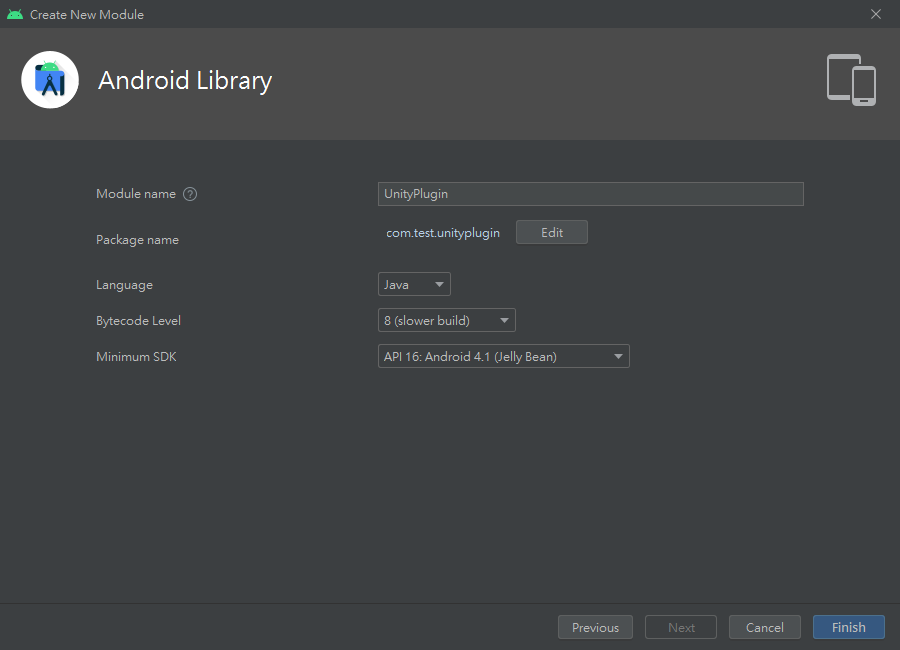 Create New Module
Android Library
Module name ?
UnityPlugin
Package name
com.test.unityplugin
Edit
Language
Java
Bytecode Level
8 (slower build)
Minimum SDK
API 16: Android 4.1 (Jelly Bean)
Previous
Next
Cancel
Finish